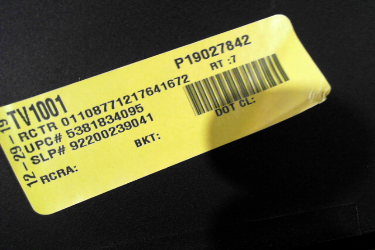 P19027842
RT :7
TV1001
RCTR 01108771217641672
UPC# 5381834095
SLP# 92200239041
DOT CL:
BKT:
RCRA:
12-29-19